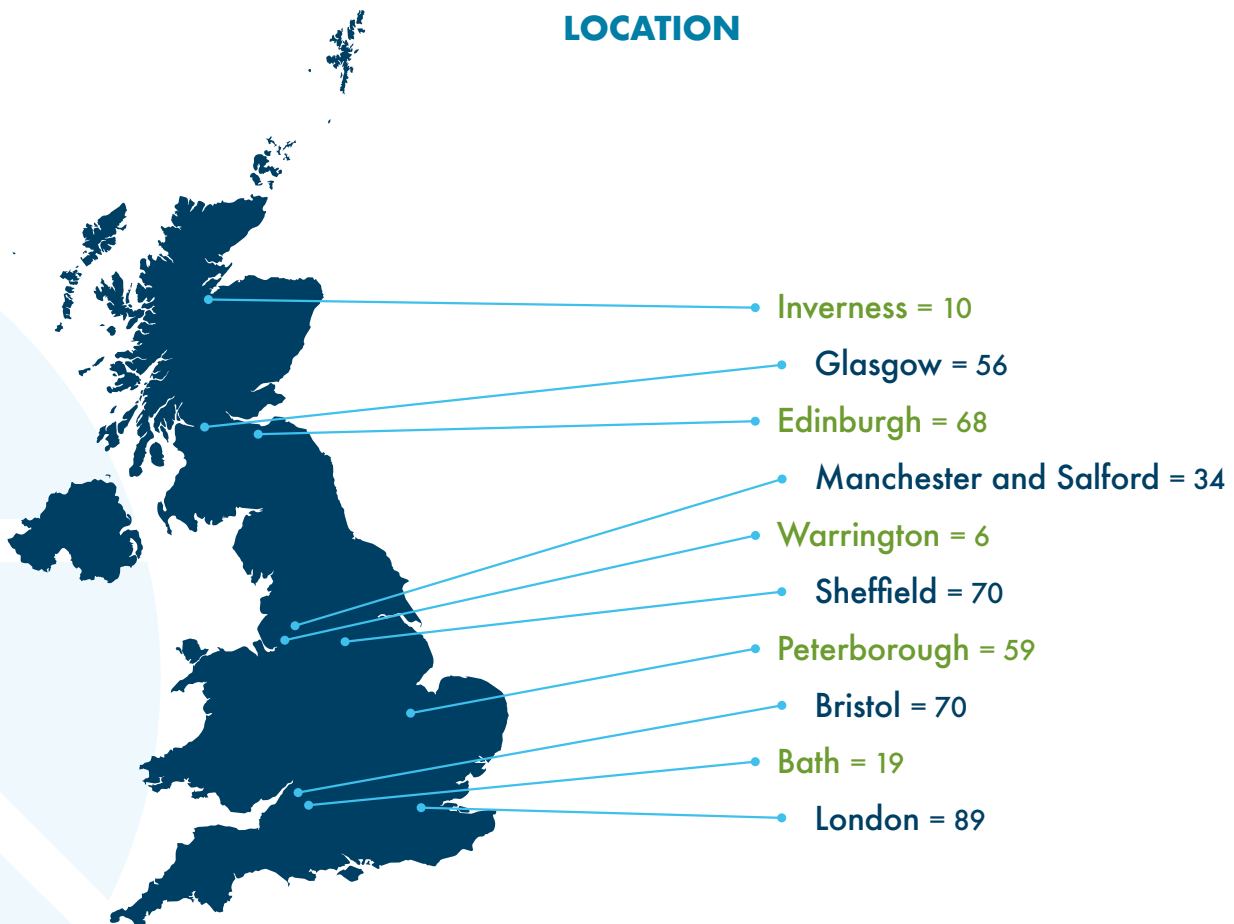 LOCATION
Inverness = 10
Glasgow = 56
Edinburgh = 68
Manchester and Salford = 34
Warrington = 6
Sheffield = 70
Peterborough = 59
Bristol = 70
Bath = 19
London = 89